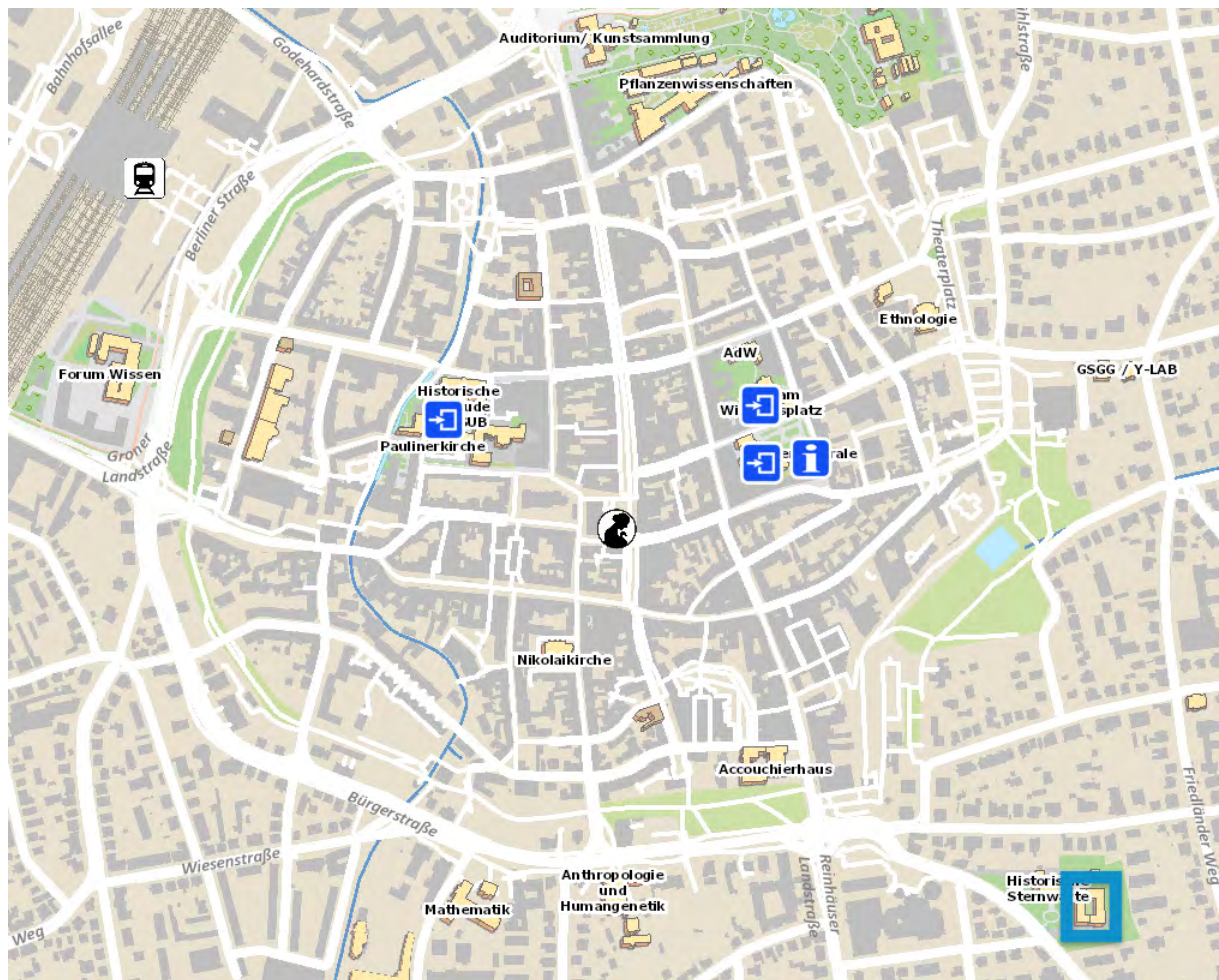 Auditorium/ Kunstsammlung
Pflanzenwissenschaften
Bahnhofsallee
Godehardstraße
Berliner Straße
Theaterplatz
Ethnologie
AdW
GSGG / Y-LAB
Forum Wissen
Historische
Paulinerkirche
am
Groner
Landstraße
Nikolaikirche
Accouchierhaus
Bürgerstraße
Wiesenstraße
Reinhäuser
Landstraße
Friedländer Weg
Anthropologie
und
Humangenetik
Mathematik
Sternwarte
Weg